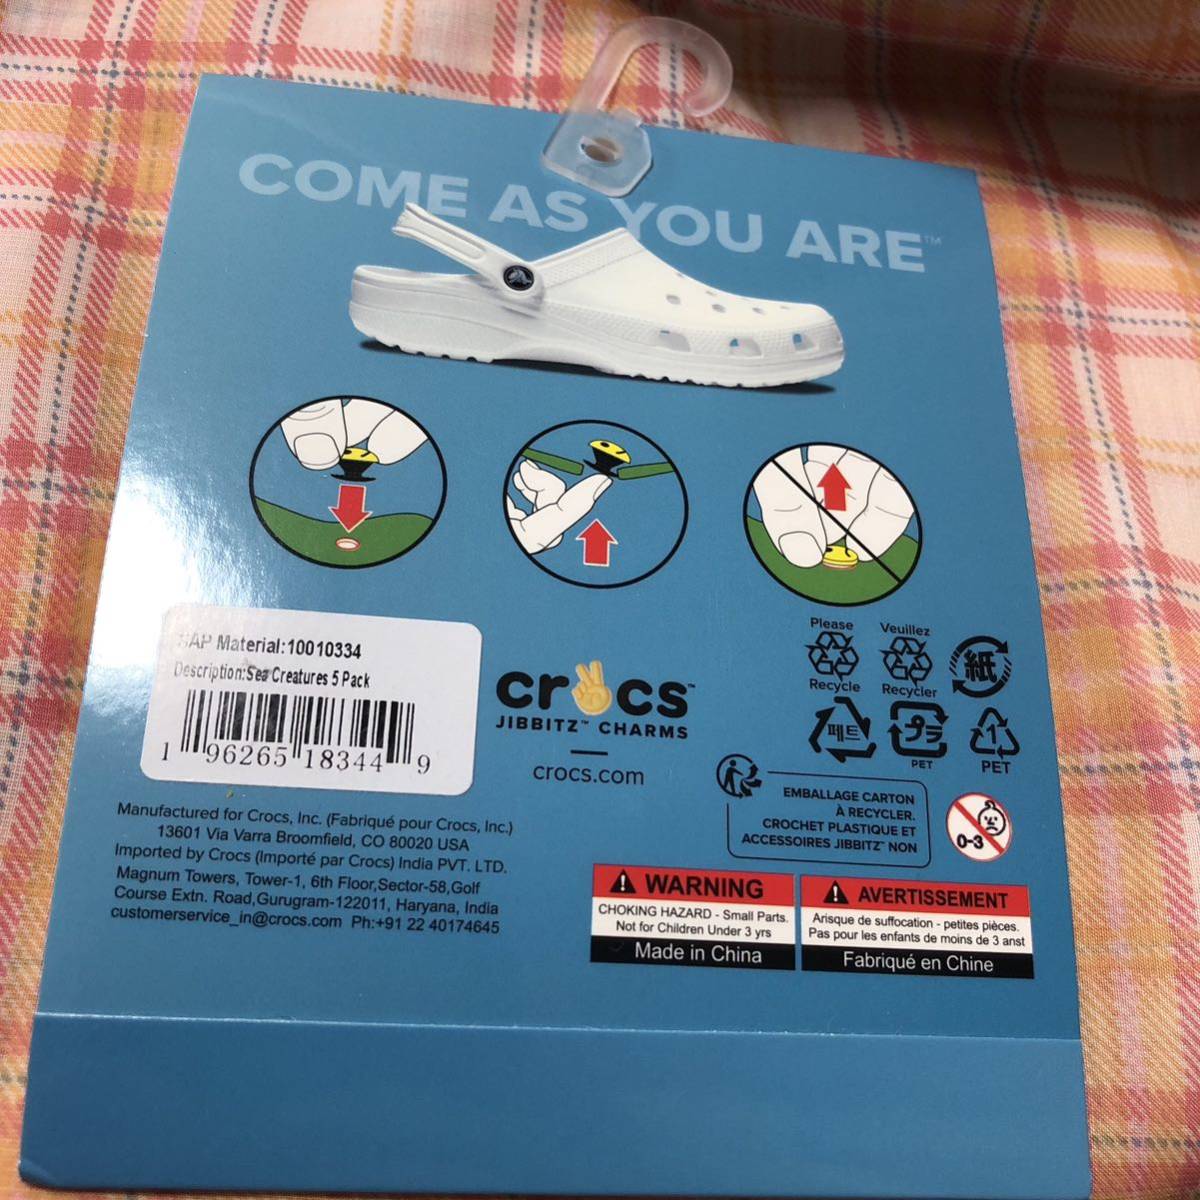 COME AS YOU ARE™
SAP Material:10010334
Description:Sea Creatures 5 Pack
1 96265 18344 9
crocs™
JIBBITZ™ CHARMS
crocs.com
Please
Recycle
Veuillez
Recycler
紙
페트
プラ
PET
1
PET
EMBALLAGE CARTON
À RECYCLER.
CROCHET PLASTIQUE ET
ACCESSOIRES JIBBITZ™ NON
0-3
Manufactured for Crocs, Inc. (Fabriqué pour Crocs, Inc.)
13601 Via Varra Broomfield, CO 80020 USA
Imported by Crocs (Importé par Crocs) India PVT. LTD.
Magnum Towers, Tower-1, 6th Floor,Sector-58,Golf
Course Extn. Road,Gurugram-122011, Haryana, India
customerservice_in@crocs.com Ph:+91 22 40174645
WARNING
CHOKING HAZARD - Small Parts.
Not for Children Under 3 yrs
Made in China
AVERTISSEMENT
Arisque de suffocation - petites pièces.
Pas pour les enfants de moins de 3 anst
Fabriqué en Chine